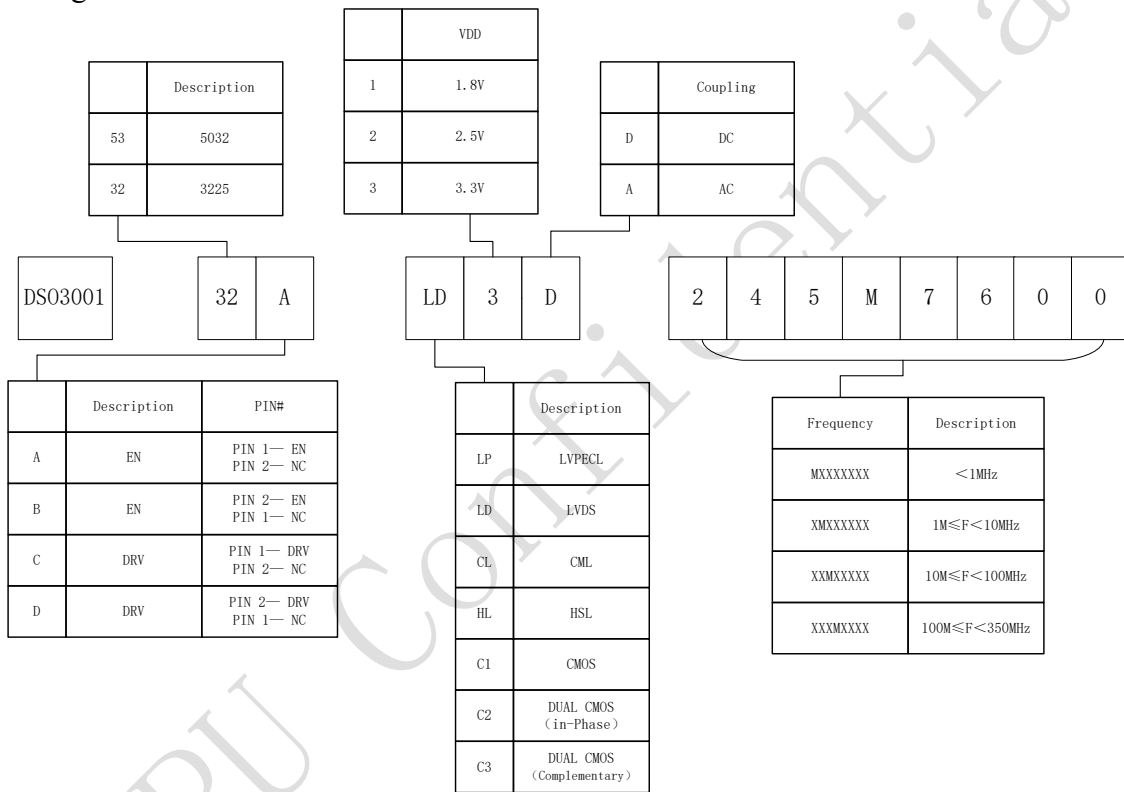 VDD
1 1.8V
2 2.5V
3 3.3V
Description
53 5032
32 3225
Coupling
D DC
A AC
DSO3001 32 A LD 3 D 2 4 5 M 7 6 0 0
Description PIN#
A EN PIN 1— EN
PIN 2— NC
B EN PIN 2— EN
PIN 1— NC
C DRV PIN 1— DRV
PIN 2— NC
D DRV PIN 2— DRV
PIN 1— NC
Description
LP LVPECL
LD LVDS
CL CML
HL HSL
C1 CMOS
C2 DUAL CMOS
(in-Phase)
C3 DUAL CMOS
(Complementary)
Frequency Description
MXXXXXXX <1MHz
XMXXXXXX 1M≤F<10MHz
XXMXXXXX 10M≤F<100MHz
XXXMXXXX 100M≤F<350MHz
Confidentia